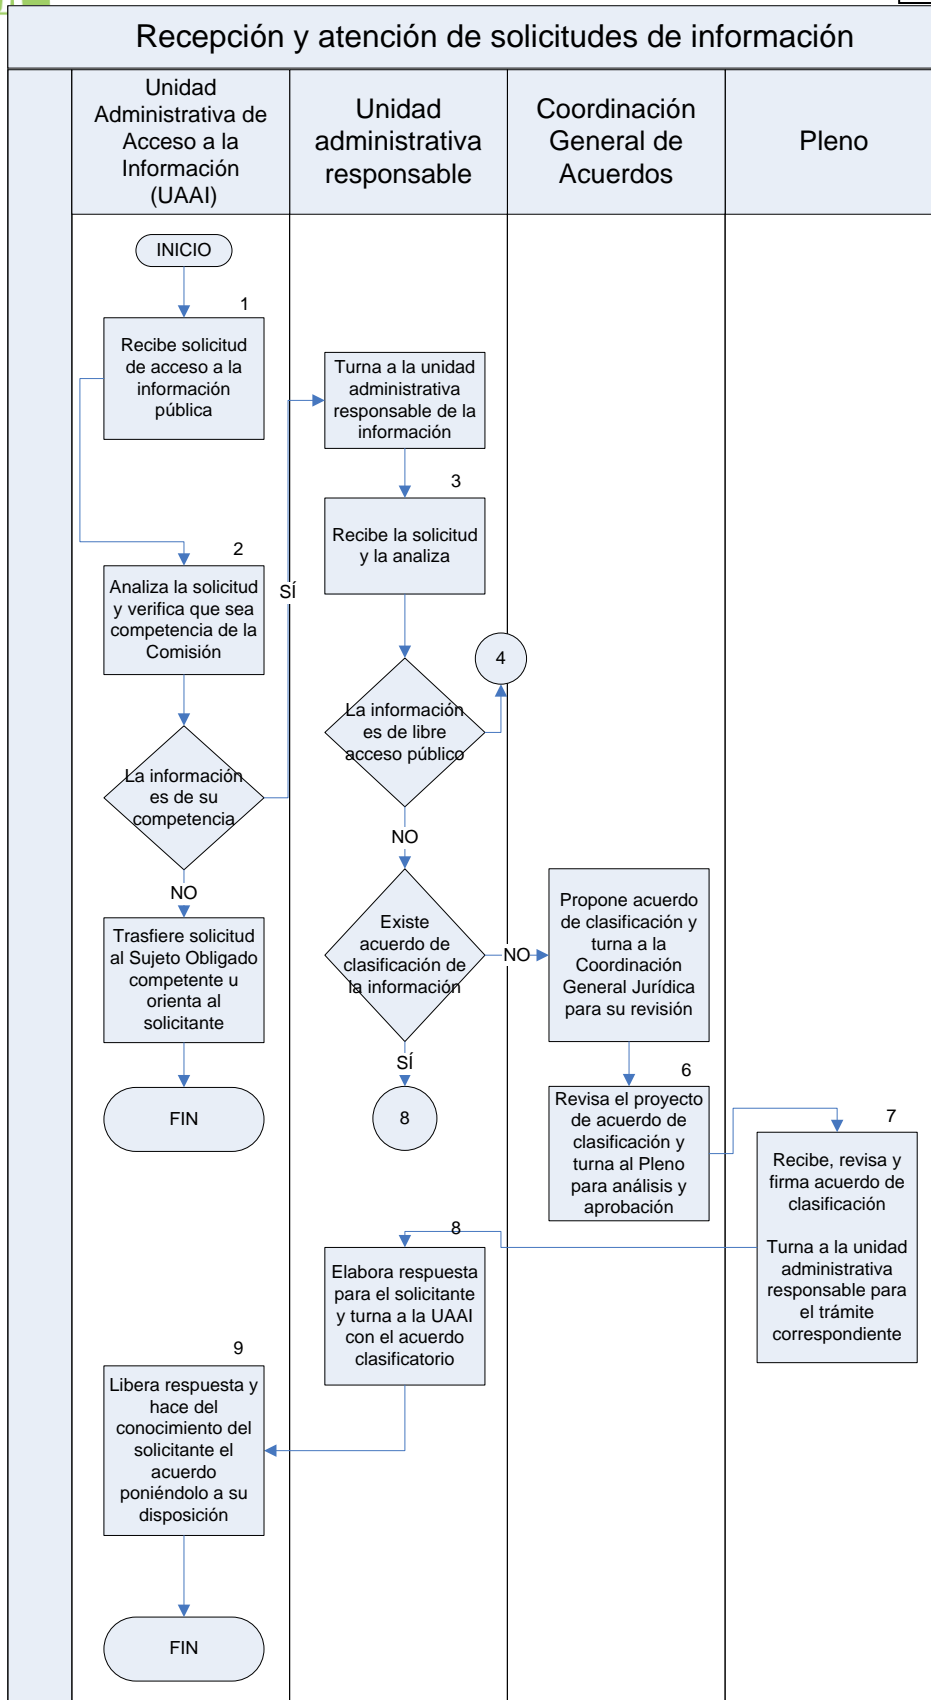 Recepción y atención de solicitudes de información
Unidad
Administrativa de
Acceso a la
Información
(UAAI)
Unidad
administrativa
responsable
Coordinación
General de
Acuerdos
Pleno
INICIO
1
Recibe solicitud
de acceso a la
información
pública
Turna a la unidad
administrativa
responsable de la
información
3
Recibe la solicitud
y la analiza
2
Analiza la solicitud
y verifica que sea
competencia de la
Comisión
SÍ
4
La información
es de libre
acceso público
La información
es de su
competencia
NO
NO
Trasfiere solicitud
al Sujeto Obligado
competente u
orienta al
solicitante
Existe
acuerdo de
clasificación de
la información
NO
Propone acuerdo
de clasificación y
turna a la
Coordinación
General Jurídica
para su revisión
SÍ
6
FIN
8
Revisa el proyecto
de acuerdo de
clasificación y
turna al Pleno
para análisis y
aprobación
7
Recibe, revisa y
firma acuerdo de
clasificación
Turna a la unidad
administrativa
responsable para
el trámite
correspondiente
8
Elabora respuesta
para el solicitante
y turna a la UAAI
con el acuerdo
clasificatorio
9
Libera respuesta y
hace del
conocimiento del
solicitante el
acuerdo
poniéndolo a su
disposición
FIN